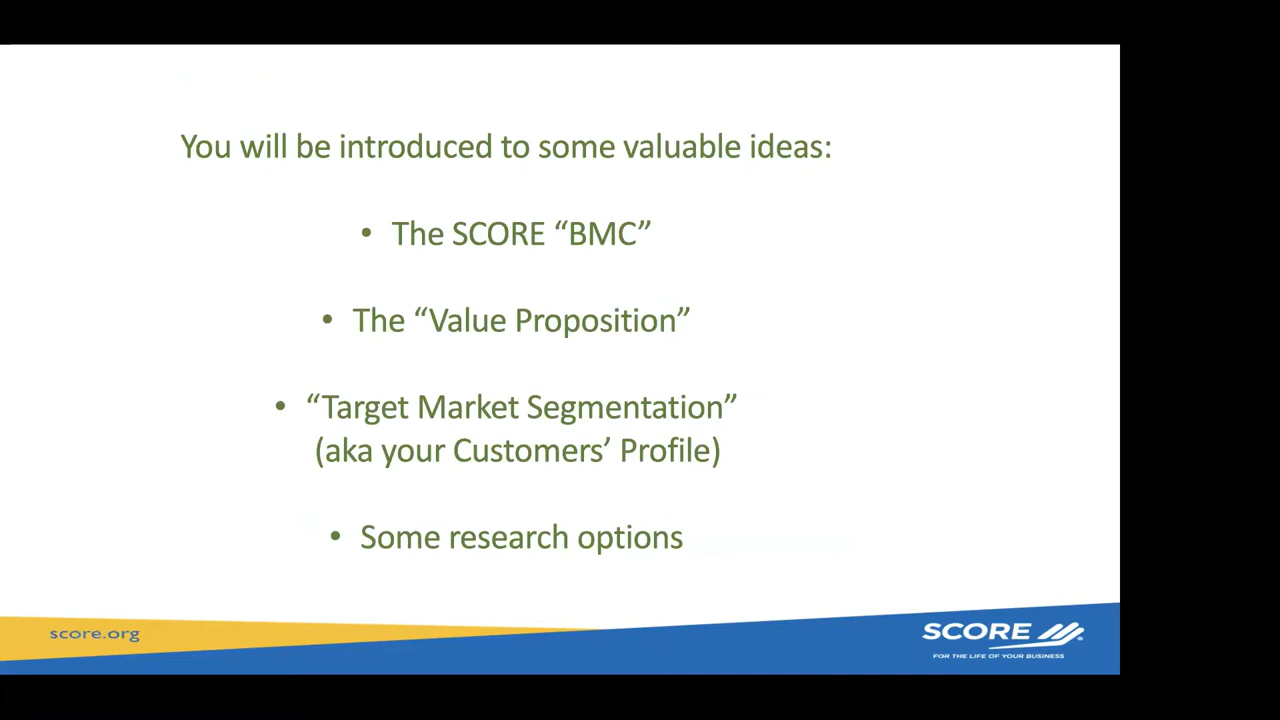 You will be introduced to some valuable ideas:
• The SCORE “BMC”
• The “Value Proposition”
• “Target Market Segmentation”
(aka your Customers’ Profile)
• Some research options
score.org
SCORE
FOR THE LIFE OF YOUR BUSINESS